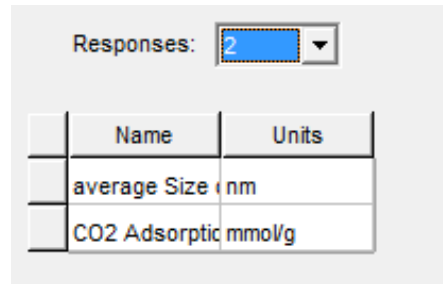 Responses: 2
Name Units
average Size nm
CO2 Adsorptic mmol/g